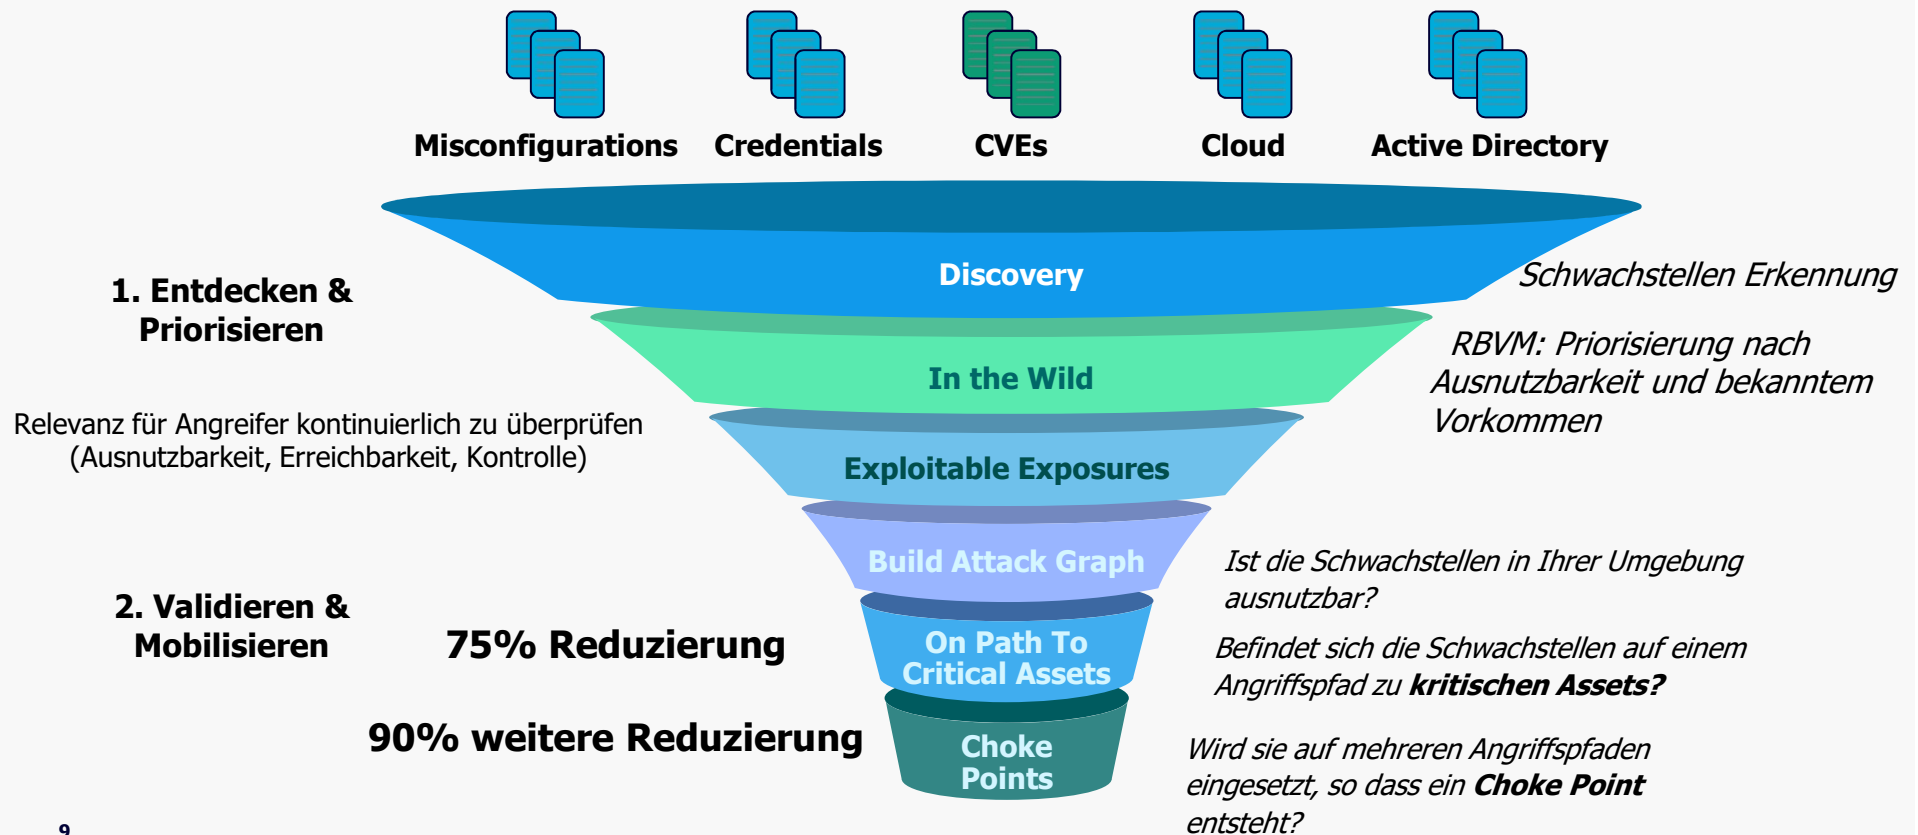 Misconfigurations
Credentials
CVEs
Cloud
Active Directory
1. Entdecken &
Priorisieren
Relevanz für Angreifer kontinuierlich zu überprüfen
(Ausnutzbarkeit, Erreichbarkeit, Kontrolle)
Discovery
Schwachstellen Erkennung
In the Wild
RBVM: Priorisierung nach
Ausnutzbarkeit und bekanntem
Vorkommen
Exploitable Exposures
2. Validieren &
Mobilisieren
Build Attack Graph
Ist die Schwachstellen in Ihrer Umgebung
ausnutzbar?
75% Reduzierung
On Path To
Critical Assets
Befindet sich die Schwachstellen auf einem
Angriffspfad zu kritischen Assets?
90% weitere Reduzierung
Choke
Points
Wird sie auf mehreren Angriffspfaden
eingesetzt, so dass ein Choke Point
entsteht?
9